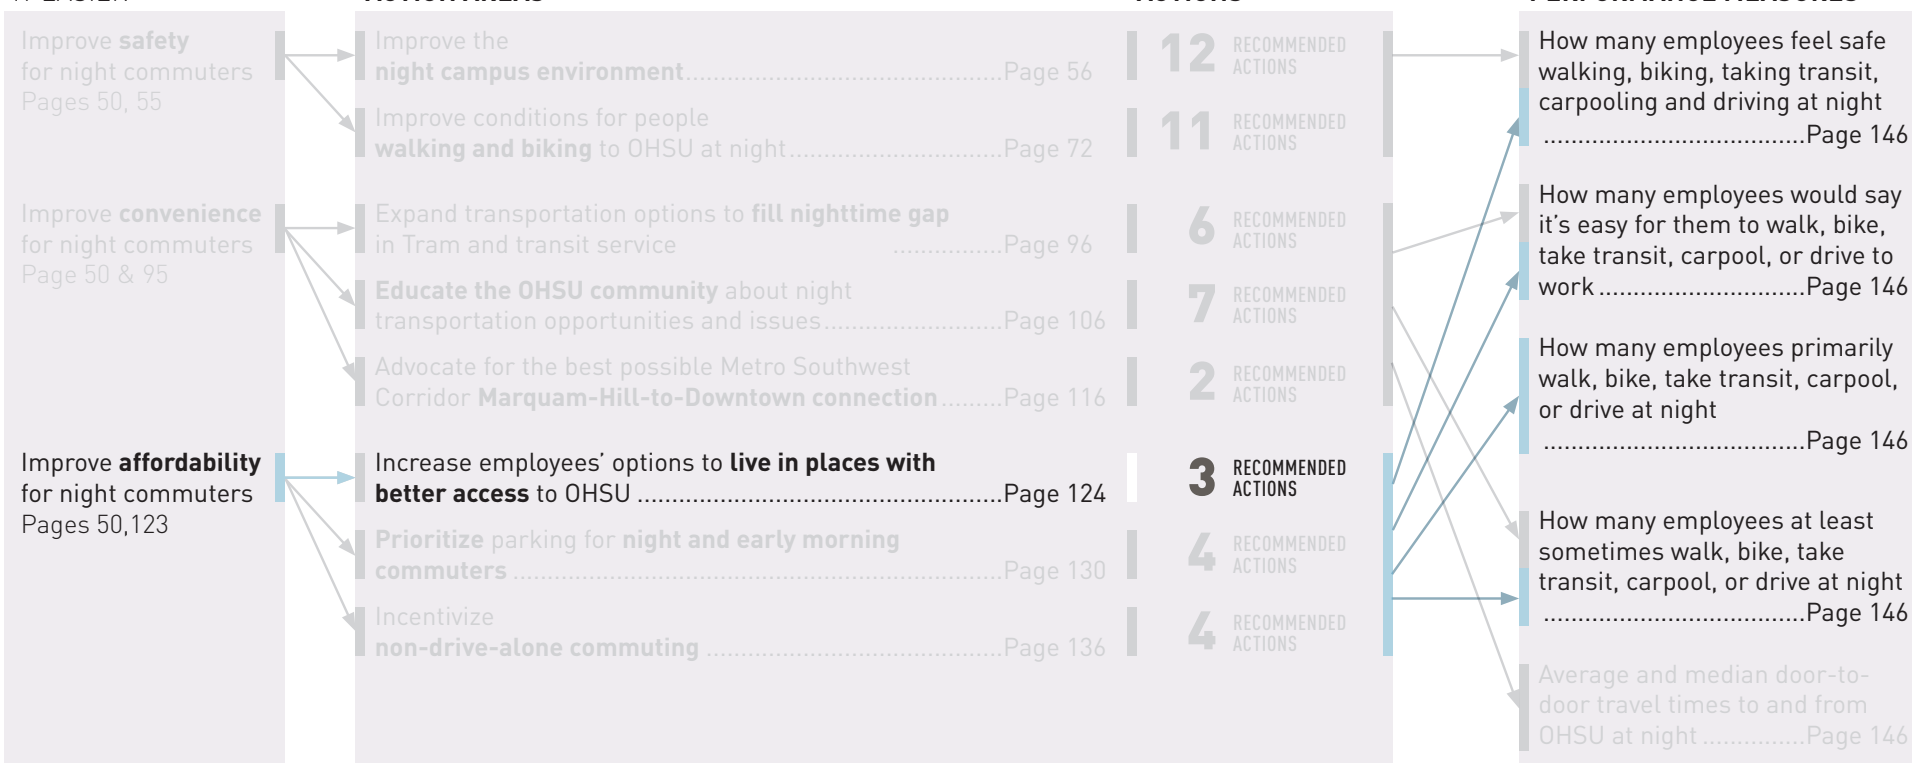 Improve safety
for night commuters
Pages 50, 55
Improve convenience
for night commuters
Page 50 & 95
Improve affordability
for night commuters
Pages 50,123
ACTION AREAS
Improve the
night campus environment..............................................Page 56
Improve conditions for people
walking and biking to OHSU at night...............................Page 72
Expand transportation options to fill nighttime gap
in Tram and transit service ................Page 96
Educate the OHSU community about night
transportation opportunities and issues..........................Page 106
Advocate for the best possible Metro Southwest
Corridor Marquam-Hill-to-Downtown connection.........Page 116
Increase employees’ options to live in places with
better access to OHSU .....................................................Page 124
Prioritize parking for night and early morning
commuters .......................................................................Page 130
Incentivize
non-drive-alone commuting ...........................................Page 136
ACTIONS
12 RECOMMENDED
ACTIONS
11 RECOMMENDED
ACTIONS
6 RECOMMENDED
ACTIONS
7 RECOMMENDED
ACTIONS
2 RECOMMENDED
ACTIONS
3 RECOMMENDED
ACTIONS
4 RECOMMENDED
ACTIONS
4 RECOMMENDED
ACTIONS
PERFORMANCE MEASURES
How many employees feel safe
walking, biking, taking transit,
carpooling and driving at night
......................................Page 146
How many employees would say
it’s easy for them to walk, bike,
take transit, carpool, or drive to
work ..............................Page 146
How many employees primarily
walk, bike, take transit, carpool,
or drive at night
......................................Page 146
How many employees at least
sometimes walk, bike, take
transit, carpool, or drive at night
......................................Page 146
Average and median door-to-
door travel times to and from
OHSU at night ...............Page 146